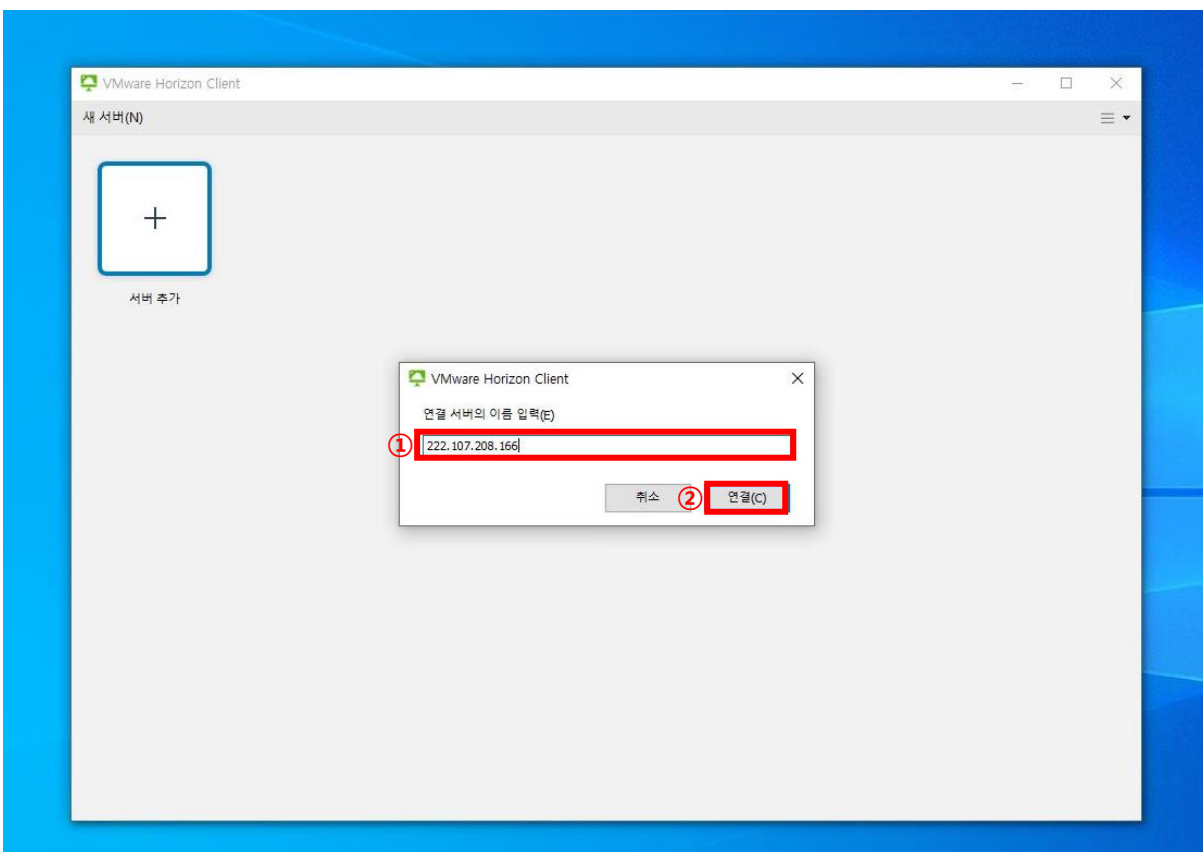 VMware Horizon Client
새 서버(N)
서버 추가
VMware Horizon Client
연결 서버의 이름 입력(E)
① 222.107.208.166
취소 ② 연결(C)